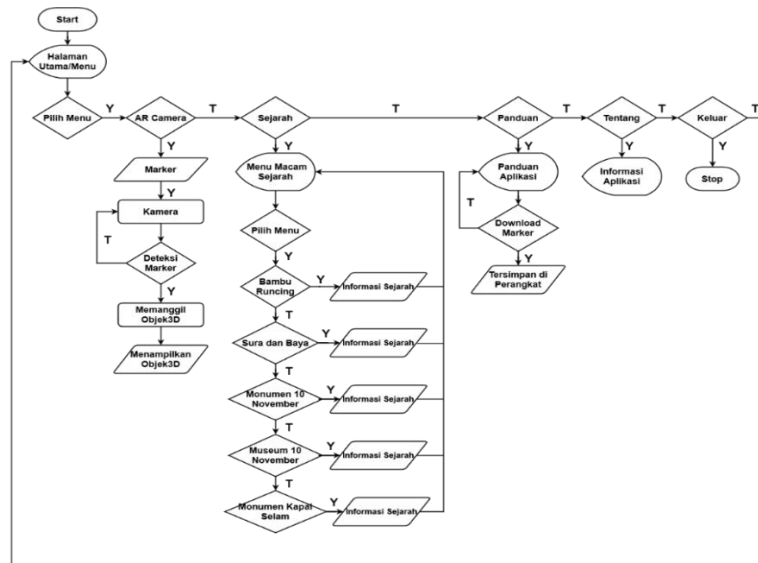 Start
Halaman
Utama/Menu
Pilih Menu
Y
AR Camera
T
Sejarah
T
Panduan
T
Tentang
T
Keluar
T
Y
Y
Y
Y
Y
Marker
Menu Macam
Sejarah
Panduan
Aplikasi
Informasi
Aplikasi
Stop
Y
Kamera
T
Pilih Menu
T
Download
Marker
Deteksi
Marker
Y
Y
Bambu
Runcing
Y
Informasi Sejarah
Tersimpan di
Perangkat
Y
Memanggil
Objek3D
T
Menampilkan
Objek3D
Sura dan Baya
Y
Informasi Sejarah
T
Monumen 10
November
Y
Informasi Sejarah
T
Museum 10
November
Y
Informasi Sejarah
T
Monumen Kapal
Selam
Y
Informasi Sejarah